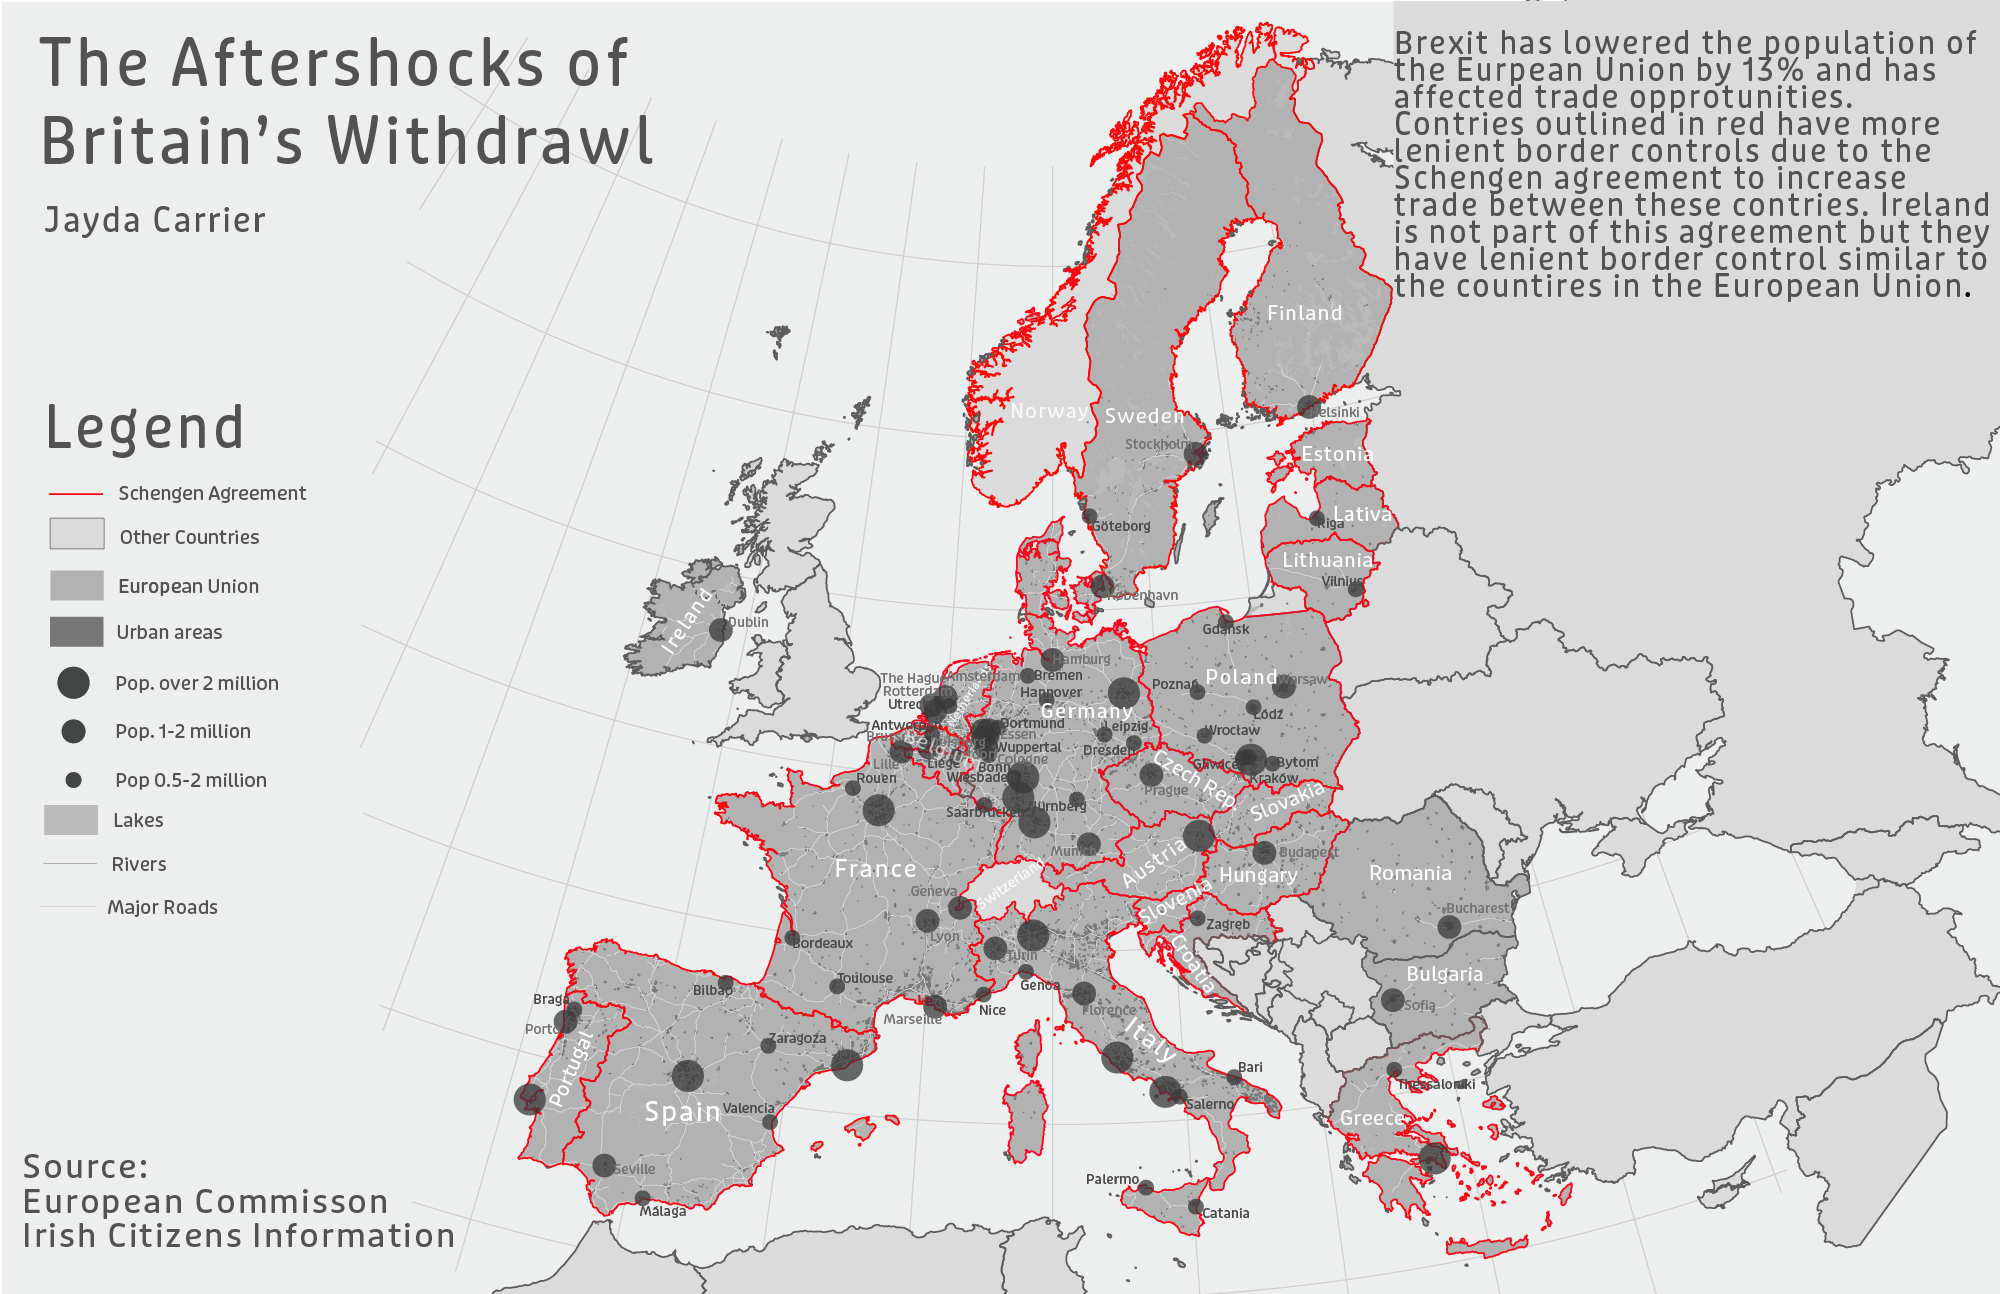 The Aftershocks of
Britain's Withdrawl
Jayda Carrier
Brexit has lowered the population of
the Eurpean Union by 13% and has
affected trade opprotunities.
Contries outlined in red have more
lenient border controls due to the
Schengen agreement to increase
trade between these contries. Ireland
is not part of this agreement but they
have lenient border control similar to
the countires in the European Union.
Legend
Schengen Agreement
Other Countries
European Union
Urban areas
Pop. over 2 million
Pop. 1-2 million
Pop 0.5-2 million
Lakes
Rivers
Major Roads
Source:
European Commisson
Irish Citizens Information
Finland
Helsinki
Norway
Sweden
Stockholm
Estonia
Göteborg
Riga
Lativa
Lithuania
Vilnius
København
Ireland
Dublin
Gdańsk
Hamburg
The Hague
Amsterdam
Bremen
Rotterdam
Netherlands
Hannover
Utrecht
Germany
Poznań
Poland
Warsaw
Łódź
Antwerpen
Dortmund
Essen
Leipzig
Wrocław
Brussels
Belgium
Wuppertal
Dresden
Lille
Liege
Bonn
Cologne
Czech Rep.
Gliwice
Bytom
Rouen
Wiesbaden
Prague
Kraków
Saarbrücken
Nürnberg
Slovakia
Munich
Austria
Budapest
France
Switzerland
Hungary
Romania
Geneva
Slovenia
Bucharest
Lyon
Zagreb
Bordeaux
Turin
Croatia
Toulouse
Genoa
Bulgaria
Bilbao
Nice
Florence
Sofia
Braga
Marseille
Porto
Portugal
Zaragoza
Italy
Bari
Thessaloniki
Spain
Valencia
Salerno
Greece
Seville
Palermo
Málaga
Catania